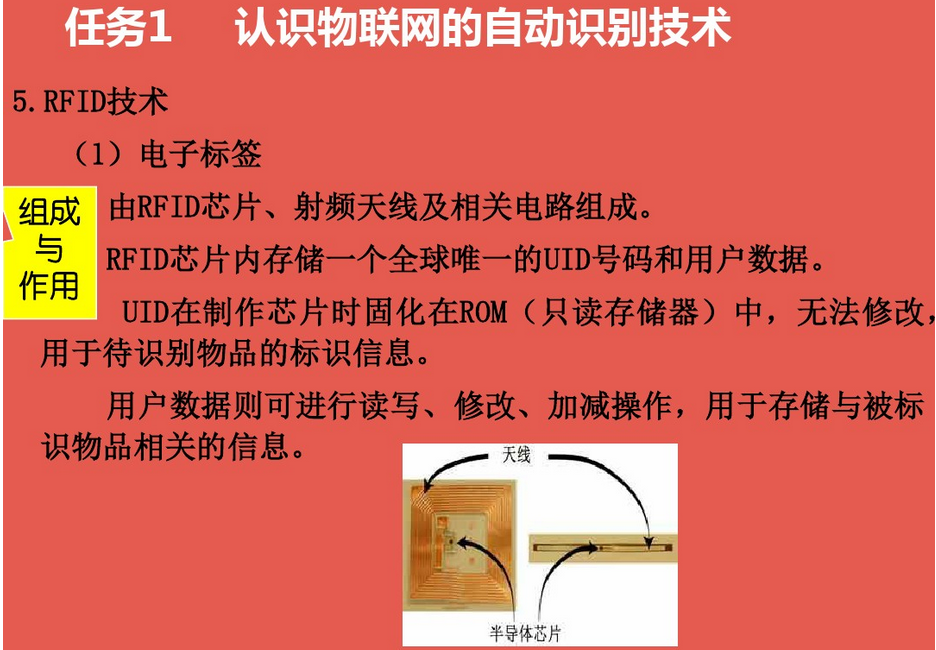 任务1 认识物联网的自动识别技术
5.RFID技术
（1）电子标签
组成
与
作用
由RFID芯片、射频天线及相关电路组成。
RFID芯片内存储一个全球唯一的UID号码和用户数据。
UID在制作芯片时固化在ROM（只读存储器）中，无法修改，
用于待识别物品的标识信息。
用户数据则可进行读写、修改、加减操作，用于存储与被标
识物品相关的信息。
天线
半导体芯片